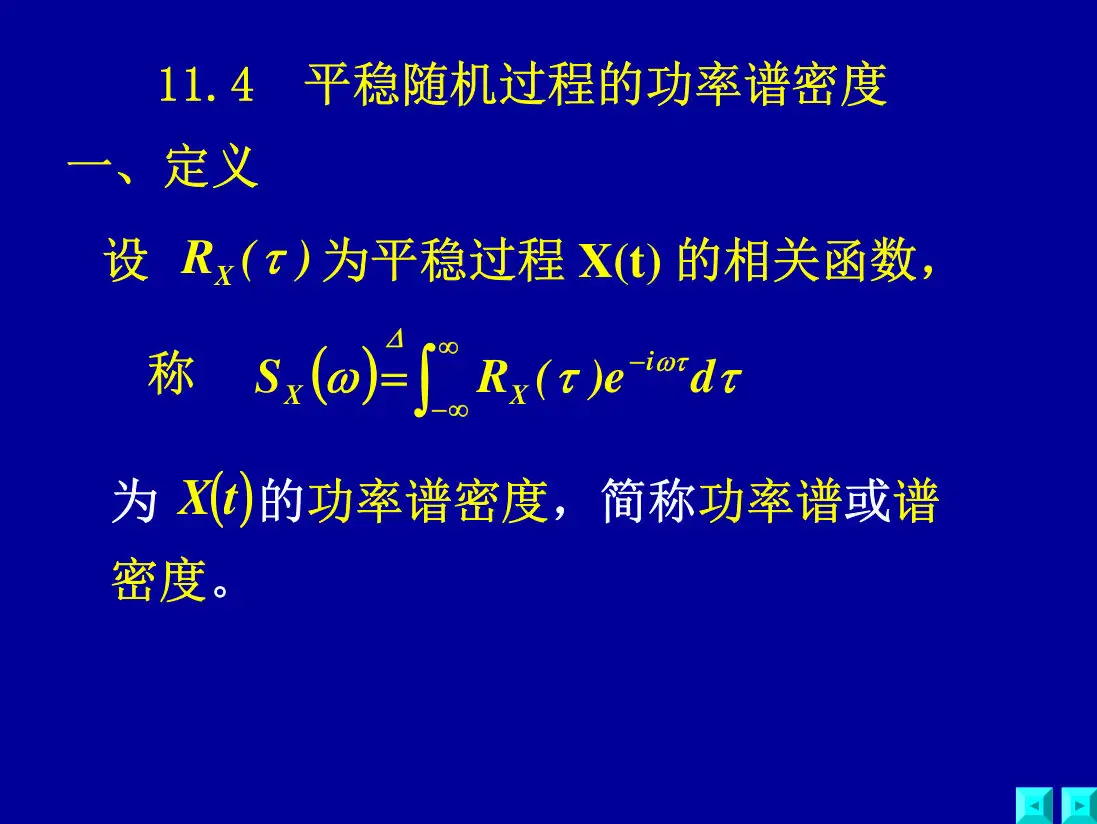 11.4 平稳随机过程的功率谱密度
一、定义
设 R_X(τ)为平稳过程 X(t) 的相关函数，
称 S_X(ω)≜∫_{-∞}^{∞} R_X(τ)e^{-iωτ}dτ
为 X(t)的功率谱密度，简称功率谱或谱
密度。